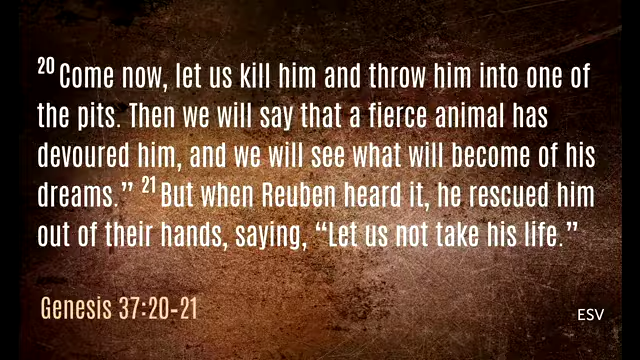 20 Come now, let us kill him and throw him into one of
the pits. Then we will say that a fierce animal has
devoured him, and we will see what will become of his
dreams.” 21 But when Reuben heard it, he rescued him
out of their hands, saying, “Let us not take his life.”
Genesis 37:20-21
ESV